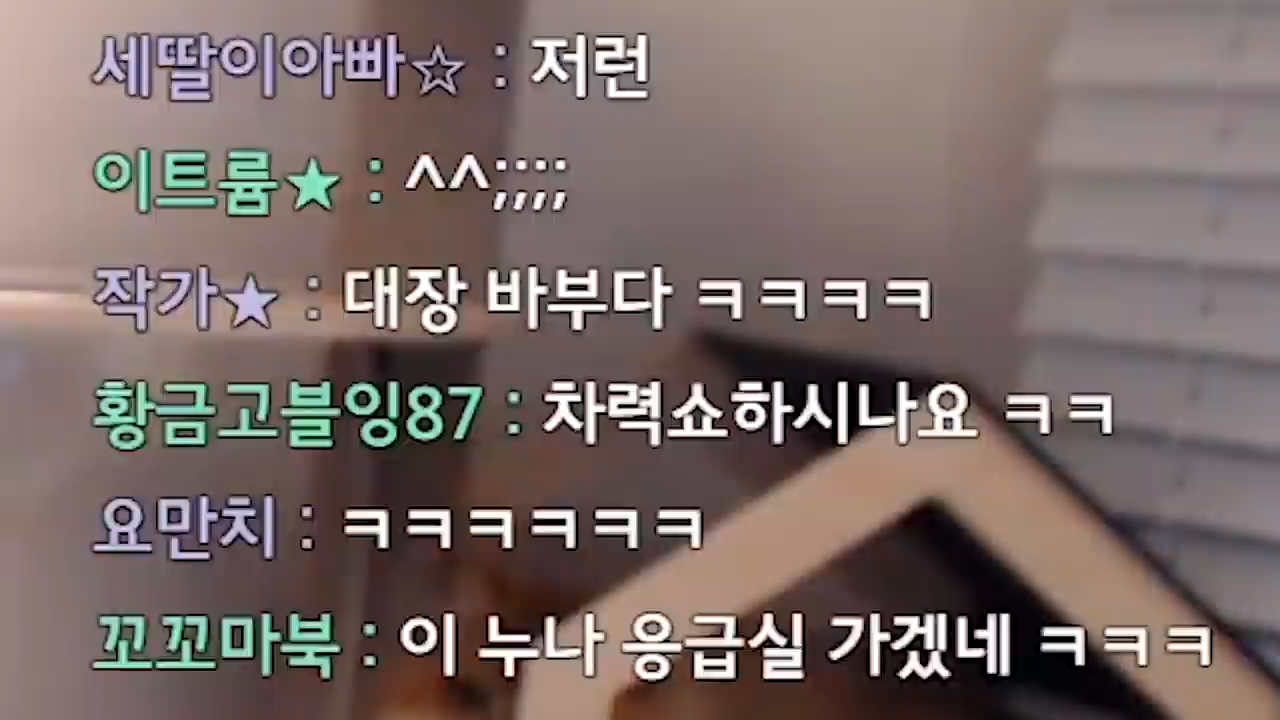 세딸이아빠☆ : 저런
이트륨★ : ^^;;;;
작가★ : 대장 바부다 ㅋㅋㅋㅋ
황금고블잉87 : 차력쇼하시나요 ㅋㅋ
요만치 : ㅋㅋㅋㅋㅋㅋ
꼬꼬마북 : 이 누나 응급실 가겠네 ㅋㅋㅋ